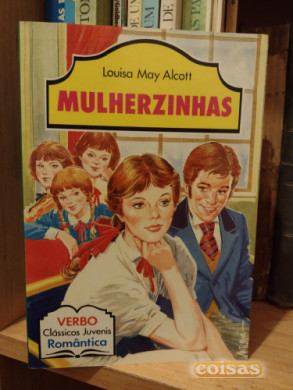 Louisa May Alcott
MULHERZINHAS
VERBO
Clássicos Juvenis
Romântica
coisas